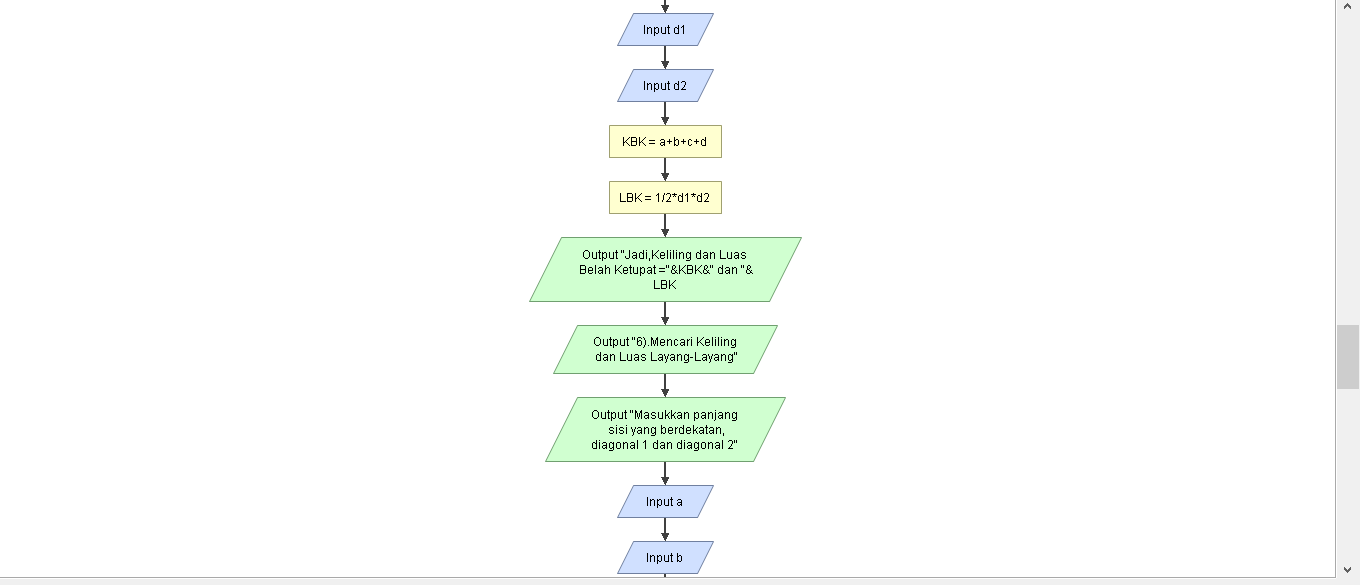 Input d1
Input d2
KBK = a+b+c+d
LBK = 1/2*d1*d2
Output "Jadi,Keliling dan Luas
Belah Ketupat ="&KBK&" dan "&
LBK
Output "6).Mencari Keliling
dan Luas Layang-Layang"
Output "Masukkan panjang
sisi yang berdekatan,
diagonal 1 dan diagonal 2"
Input a
Input b